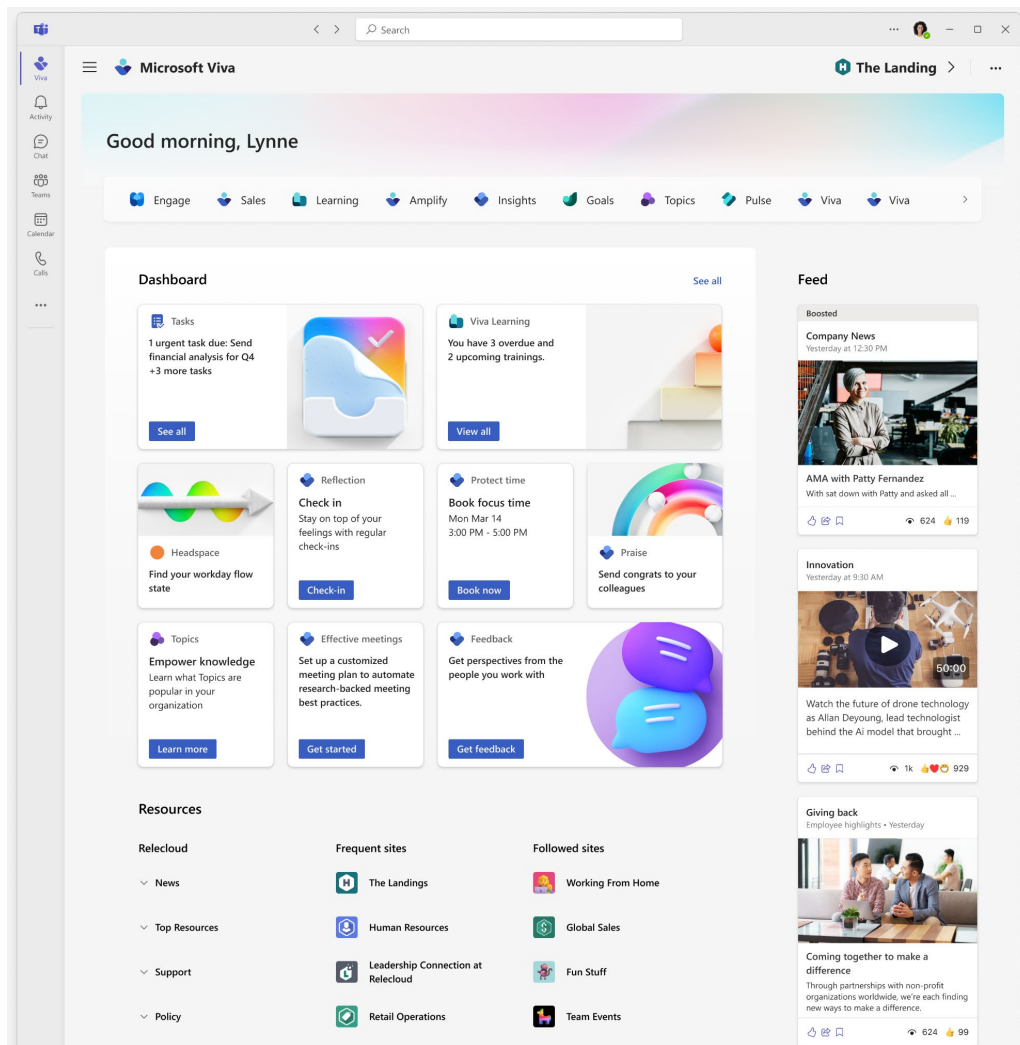 Search
Viva
Activity
Chat
Teams
Calendar
Calls
Microsoft Viva
The Landing
Good morning, Lynne
Engage
Sales
Learning
Amplify
Insights
Goals
Topics
Pulse
Viva
Viva
Dashboard
See all
Tasks
1 urgent task due: Send
financial analysis for Q4
+3 more tasks
See all
Viva Learning
You have 3 overdue and
2 upcoming trainings.
View all
Headspace
Find your workday flow
state
Reflection
Check in
Stay on top of your
feelings with regular
check-ins
Check-in
Protect time
Book focus time
Mon Mar 14
3:00 PM - 5:00 PM
Book now
Praise
Send congrats to your
colleagues
Topics
Empower knowledge
Learn what Topics are
popular in your
organization
Learn more
Effective meetings
Set up a customized
meeting plan to automate
research-backed meeting
best practices.
Get started
Feedback
Get perspectives from the
people you work with
Get feedback
Resources
Relecloud
News
Top Resources
Support
Policy
Frequent sites
The Landings
Human Resources
Leadership Connection at
Relecloud
Retail Operations
Followed sites
Working From Home
Global Sales
Fun Stuff
Team Events
Feed
Boosted
Company News
Yesterday at 12:30 PM
AMA with Patty Fernandez
With sat down with Patty and asked all ...
624 119
Innovation
Yesterday at 9:30 AM
50:00
Watch the future of drone technology
as Allan Deyoung, lead technologist
behind the Ai model that brought ...
1k 929
Giving back
Employee highlights • Yesterday
Coming together to make a
difference
Through partnerships with non-profit
organizations worldwide, we're each finding
new ways to make a difference.
624 99